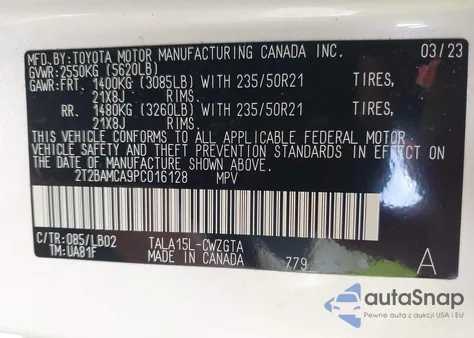 MFD.BY:TOYOTA MOTOR MANUFACTURING CANADA INC. 03/23
GVWR:2550KG (5620LB)
GAWR:FRT. 1400KG (3085LB) WITH 235/50R21 TIRES,
21X8J RIMS.
RR. 1480KG (3260LB) WITH 235/50R21 TIRES,
21X8J RIMS.
THIS VEHICLE CONFORMS TO ALL APPLICABLE FEDERAL MOTOR
VEHICLE SAFETY AND THEFT PREVENTION STANDARDS IN EFFECT ON
THE DATE OF MANUFACTURE SHOWN ABOVE.
2T2BAMCA9PC016128 MPV
C/TR:085/LB02 TALA15L-CWZGTA
TM:UA81F MADE IN CANADA 779 A
autoSnap
Pewne auta z aukcji USA i EU